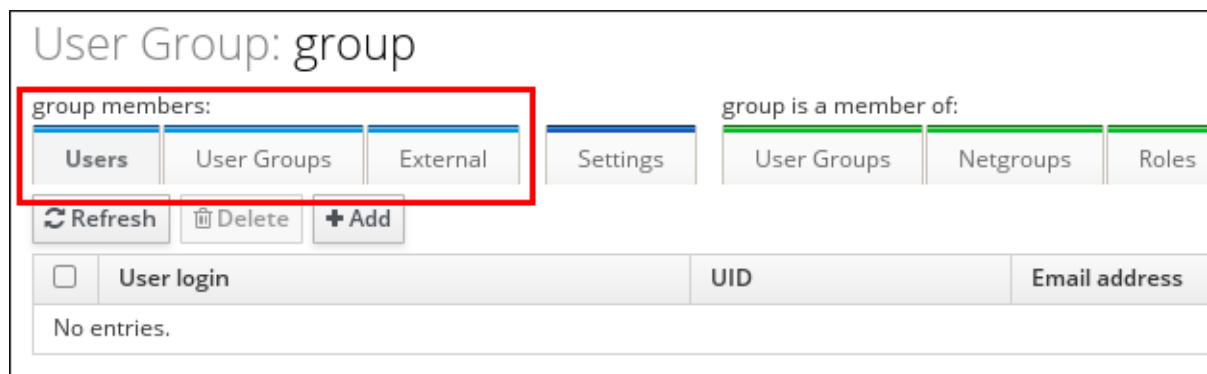 User Group: group
group members: group is a member of:
Users User Groups External Settings User Groups Netgroups Roles
Refresh Delete Add
User login UID Email address
No entries.